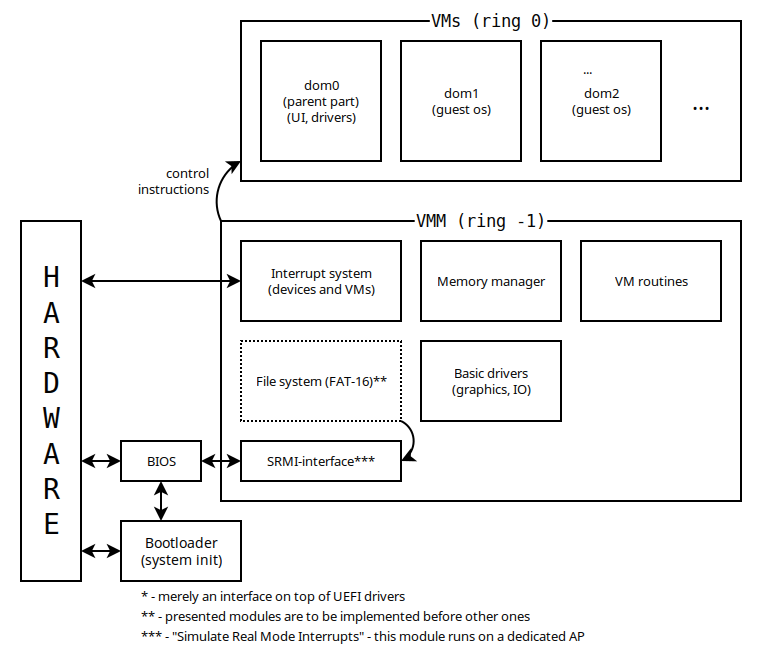 VMs (ring 0)
dom0
(parent part)
(UI, drivers)
dom1
(guest os)
...
dom2
(guest os)
...
control
instructions
VMM (ring -1)
H
A
R
D
W
A
R
E
Interrupt system
(devices and VMs)
Memory manager
VM routines
File system (FAT-16)**
Basic drivers
(graphics, IO)
BIOS
SRMI-interface***
Bootloader
(system init)
* - merely an interface on top of UEFI drivers
** - presented modules are to be implemented before other ones
*** - "Simulate Real Mode Interrupts" - this module runs on a dedicated AP